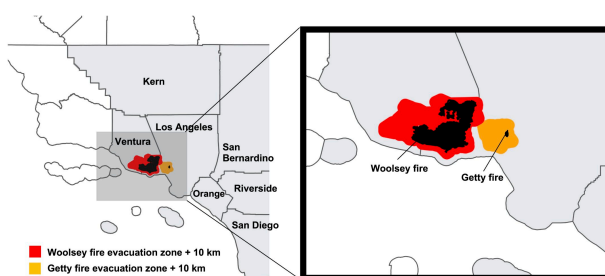 Kern
Los Angeles
Ventura
San
Bernardino
Orange
Riverside
San Diego
Woolsey fire evacuation zone + 10 km
Getty fire evacuation zone + 10 km
Woolsey fire
Getty fire